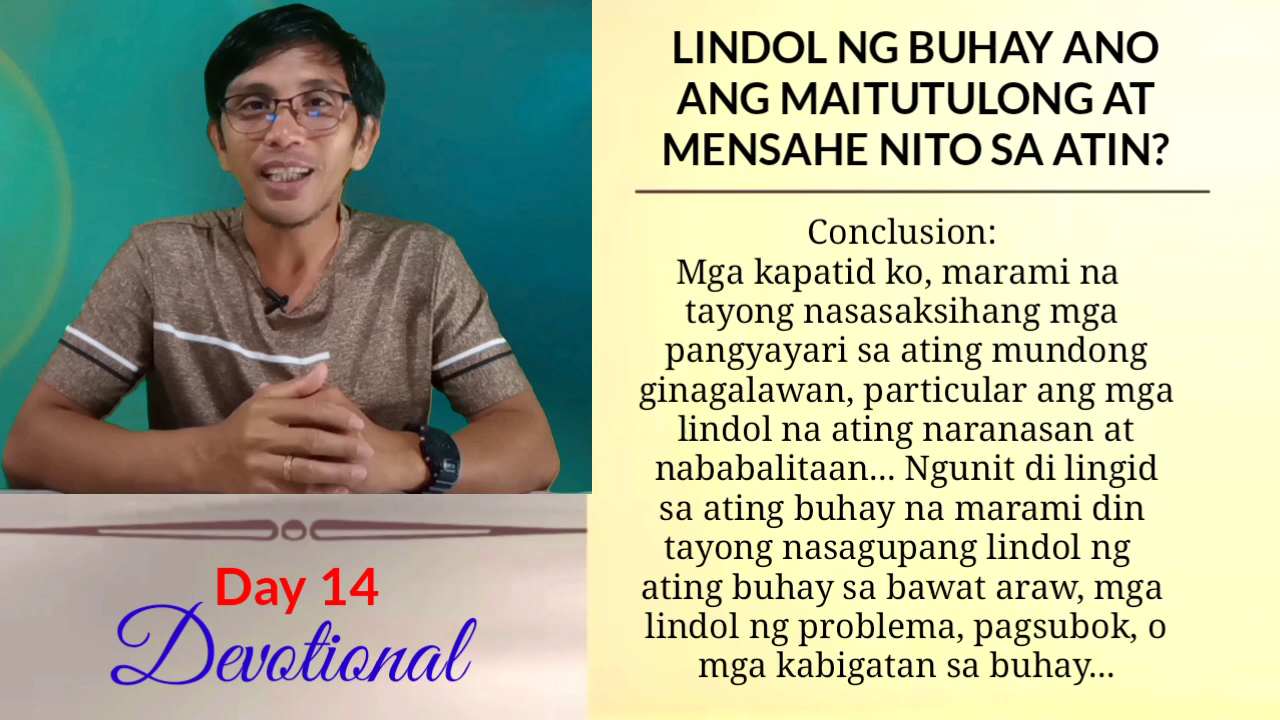 LINDOL NG BUHAY ANO
ANG MAITUTULONG AT
MENSAHE NITO SA ATIN?
Conclusion:
Mga kapatid ko, marami na
tayong nasasaksihang mga
pangyayari sa ating mundong
ginagalawan, particular ang mga
lindol na ating naranasan at
nababalitaan... Ngunit di lingid
sa ating buhay na marami din
tayong nasagupang lindol ng
ating buhay sa bawat araw, mga
lindol ng problema, pagsubok, o
mga kabigatan sa buhay...
Day 14
Devotional